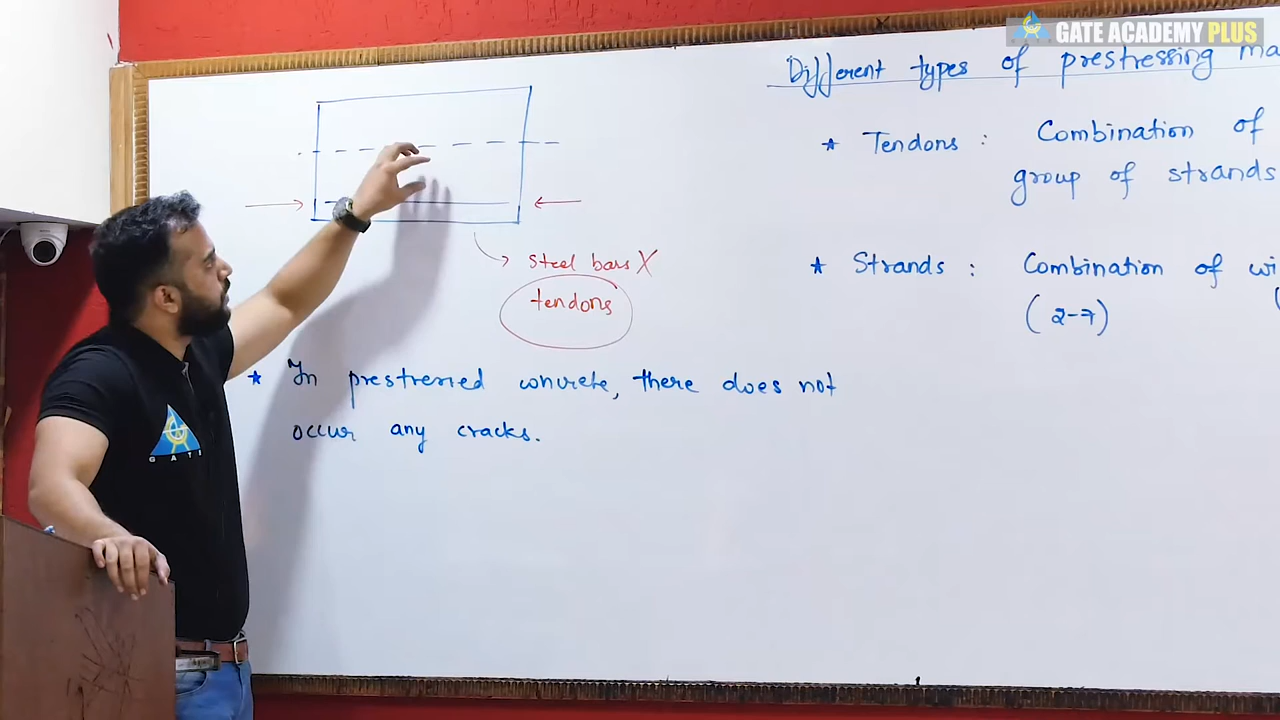 GATE ACADEMY PLUS
Different types of prestressing ma
* Tendons : Combination of
group of strands
* Strands : Combination of wi
(2-7)
steel bars X
tendons
* In prestressed concrete, there does not
occur any cracks.
GATE